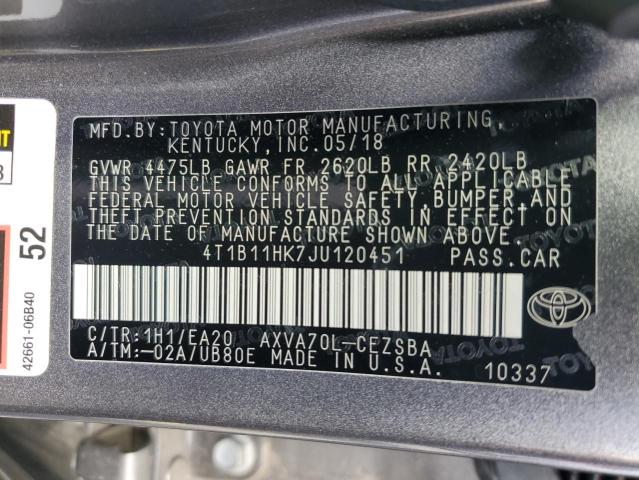 MFD.BY:TOYOTA MOTOR MANUFACTURING,
KENTUCKY,INC.05/18
GVWR 4475LB GAWR FR 2620LB RR 2420LB
THIS VEHICLE CONFORMS TO ALL APPLICABLE
FEDERAL MOTOR VEHICLE SAFETY,BUMPER,AND
THEFT PREVENTION STANDARDS IN EFFECT ON
THE DATE OF MANUFACTURE SHOWN ABOVE.
4T1B11HK7JU120451 PASS.CAR
C/TR:1H1/EA20 AXVA70L-CEZSBA
A/TM:-02A/UB80E MADE IN U.S.A.
10337
52
42661-06B40